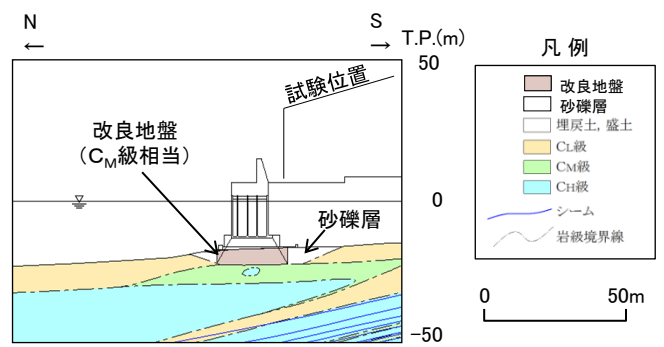 N
←
S
→
T.P.(m)
50
0
-50
試験位置
改良地盤
(CM級相当)
砂礫層
凡 例
改良地盤
砂礫層
埋戻土, 盛土
CL級
CM級
CH級
シーム
岩級境界線
0 50m